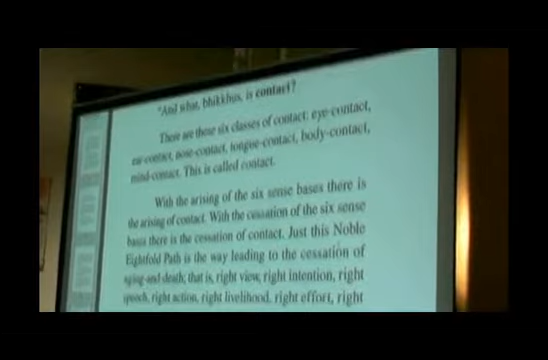 "And what, bhikkhus, is contact?
There are these six classes of contact: eye-contact,
ear-contact, nose-contact, tongue-contact, body-contact,
mind-contact. This is called contact.
With the arising of the six sense bases there is
the arising of contact. With the cessation of the six sense
bases there is the cessation of contact. Just this Noble
Eightfold Path is the way leading to the cessation of
aging-and-death; that is, right view, right intention, right
speech, right action, right livelihood, right effort, right